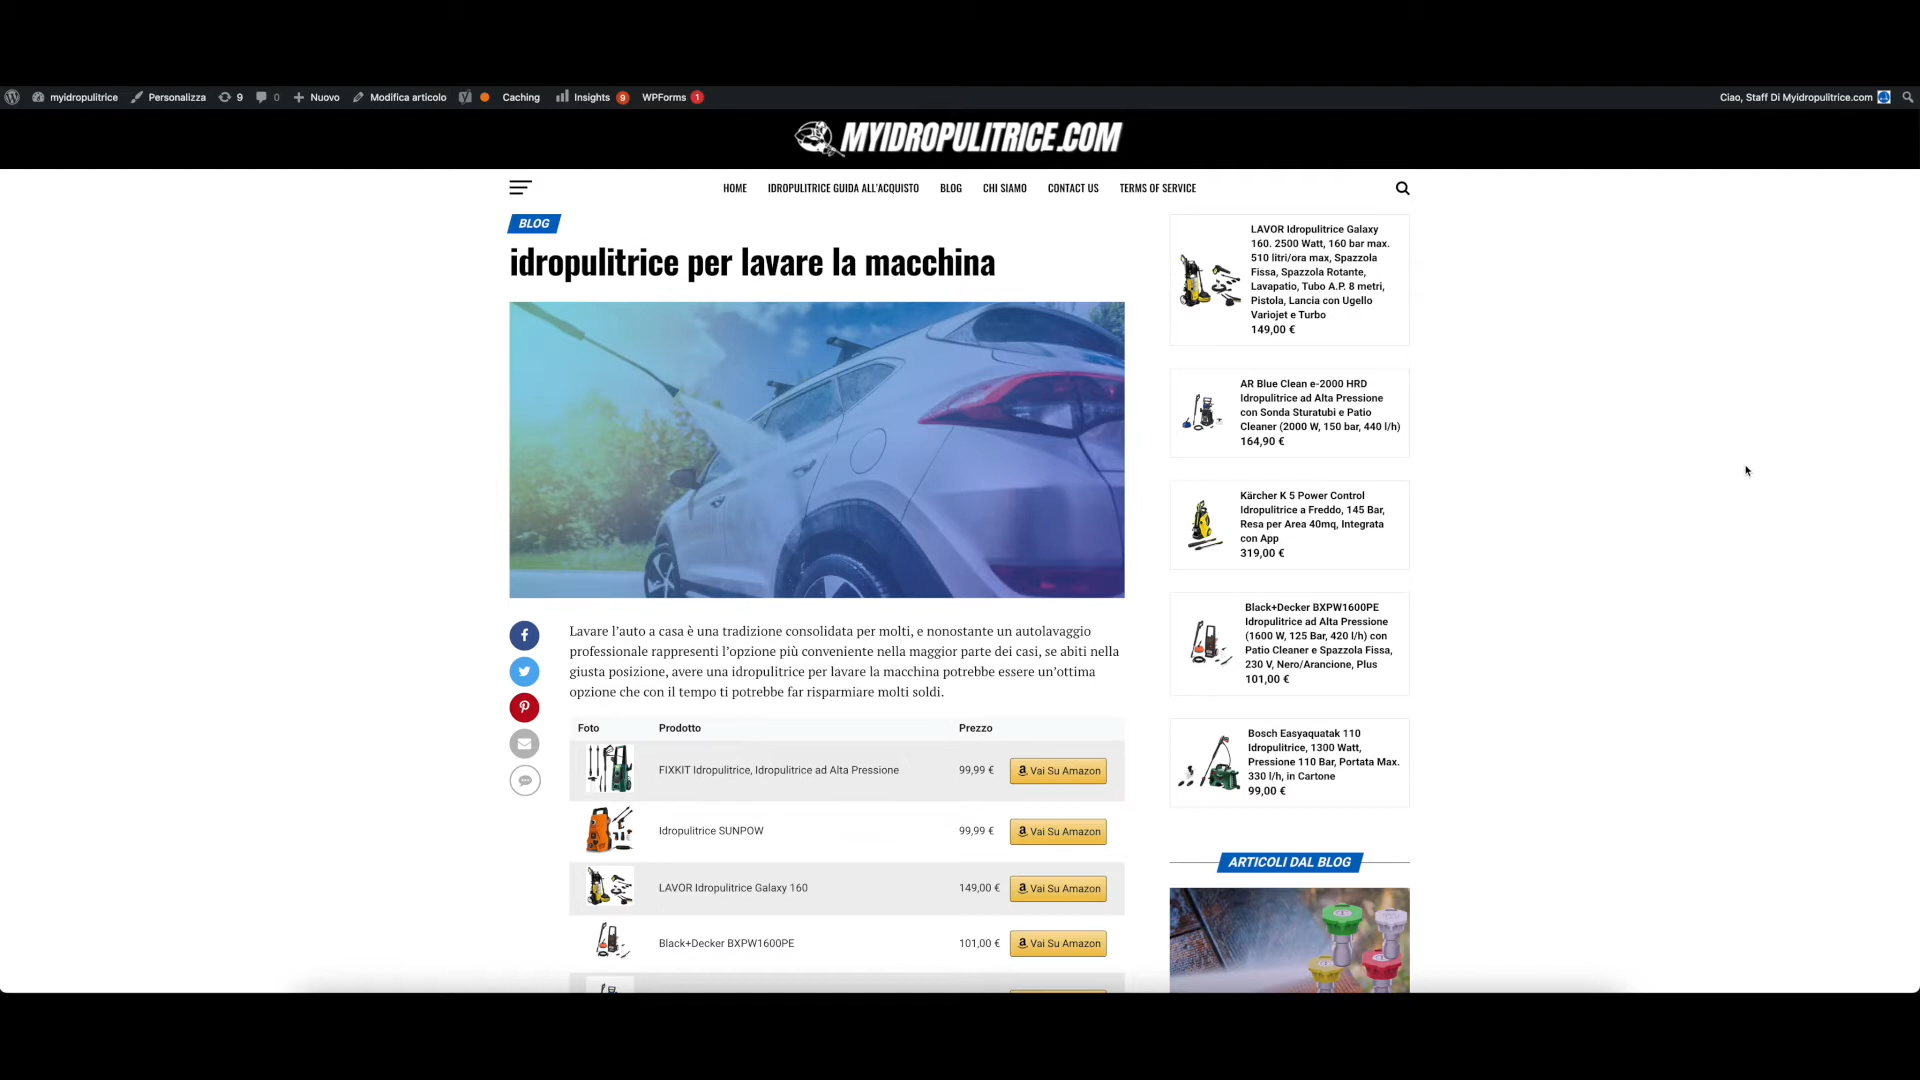 myidropulitrice Personalizza 9 0 Nuovo Modifica articolo Caching Insights 9 WPForms 1 Ciao, Staff Di Myidropulitrice.com
MYIDROPULITRICE.COM
HOME IDROPULITRICE GUIDA ALL'ACQUISTO BLOG CHI SIAMO CONTACT US TERMS OF SERVICE
BLOG
idropulitrice per lavare la macchina
Lavare l'auto a casa è una tradizione consolidata per molti, e nonostante un autolavaggio
professionale rappresenti l'opzione più conveniente nella maggior parte dei casi, se abiti nella
giusta posizione, avere una idropulitrice per lavare la macchina potrebbe essere un'ottima
opzione che con il tempo ti potrebbe far risparmiare molti soldi.
Foto Prodotto Prezzo
FIXKIT Idropulitrice, Idropulitrice ad Alta Pressione 99,99 € Vai Su Amazon
Idropulitrice SUNPOW 99,99 € Vai Su Amazon
LAVOR Idropulitrice Galaxy 160 149,00 € Vai Su Amazon
Black+Decker BXPW1600PE 101,00 € Vai Su Amazon
LAVOR Idropulitrice Galaxy
160. 2500 Watt, 160 bar max.
510 litri/ora max, Spazzola
Fissa, Spazzola Rotante,
Lavapatio, Tubo A.P. 8 metri,
Pistola, Lancia con Ugello
Variojet e Turbo
149,00 €
AR Blue Clean e-2000 HRD
Idropulitrice ad Alta Pressione
con Sonda Sturatubi e Patio
Cleaner (2000 W, 150 bar, 440 l/h)
164,90 €
Kärcher K 5 Power Control
Idropulitrice a Freddo, 145 Bar,
Resa per Area 40mq, Integrata
con App
319,00 €
Black+Decker BXPW1600PE
Idropulitrice ad Alta Pressione
(1600 W, 125 Bar, 420 l/h) con
Patio Cleaner e Spazzola Fissa,
230 V, Nero/Arancione, Plus
101,00 €
Bosch Easyaquatak 110
Idropulitrice, 1300 Watt,
Pressione 110 Bar, Portata Max.
330 l/h, in Cartone
99,00 €
ARTICOLI DAL BLOG